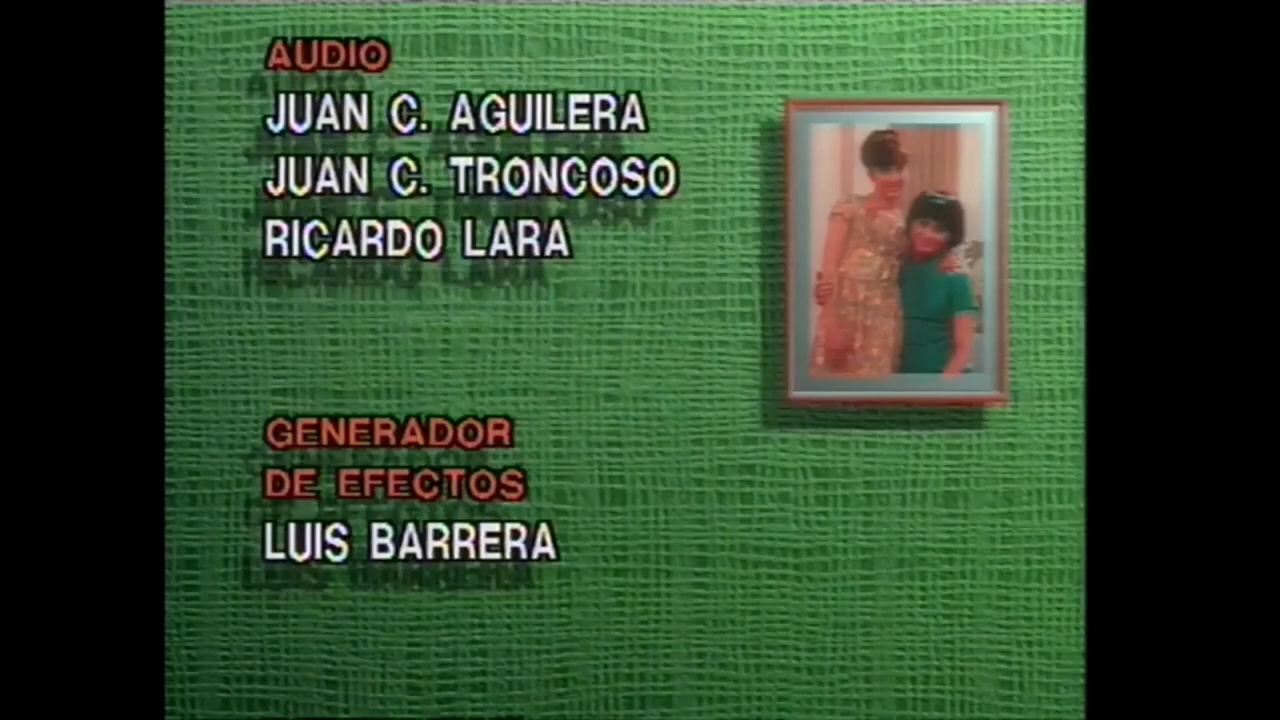 AUDIO
JUAN C. AGUILERA
JUAN C. TRONCOSO
RICARDO LARA
GENERADOR
DE EFECTOS
LUIS BARRERA